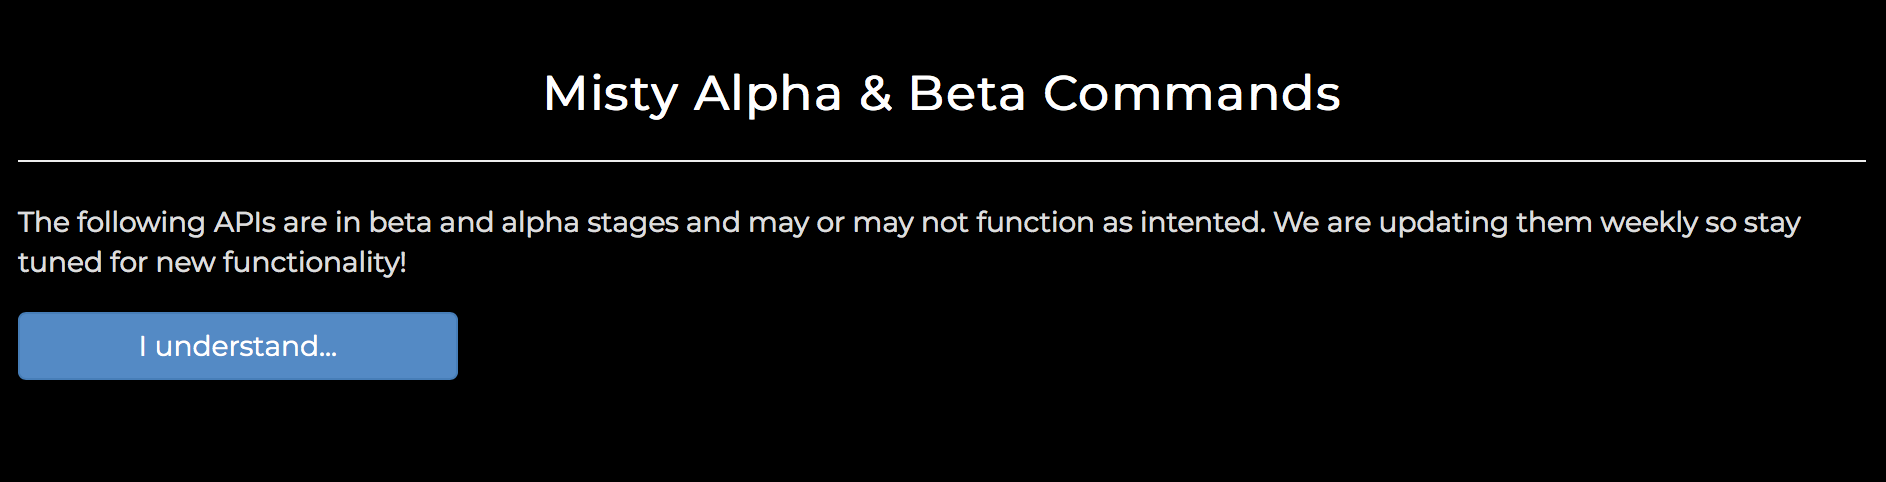 Misty Alpha & Beta Commands
The following APIs are in beta and alpha stages and may or may not function as intented. We are updating them weekly so stay
tuned for new functionality!
I understand...